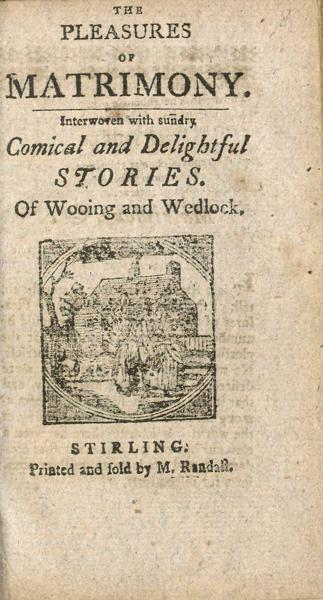 THE
PLEASURES
OF
MATRIMONY.
Interwoven with sundry
Comical and Delightful
STORIES.
Of Wooing and Wedlock.
STIRLING:
Printed and ſold by M. Randall.